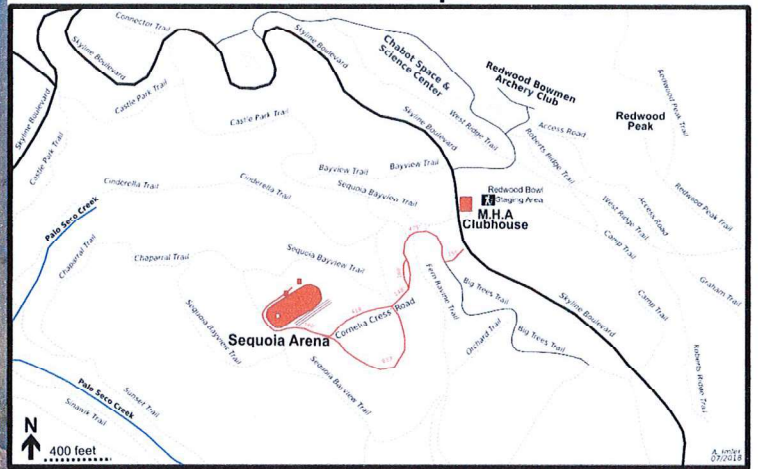 Connector Trail
Skyline Boulevard
Skyline Boulevard
Skyline Boulevard
Chabot Space &
Science Center
Redwood Bowmen
Archery Club
Redwood
Peak
Redwood Peak Trail
Castle Park Trail
Castle Park Trail
Castle Park Trail
Skyline Boulevard
West Ridge Trail
Access Road
Roberts Ridge Trail
Bayview Trail
Bayview Trail
Cinderella Trail
Cinderella Trail
Sequoia Bayview Trail
Redwood Bowl
Staging Area
M.H.A
Clubhouse
West Ridge Trail
Access Road
Redwood Peak Trail
Camp Trail
Palo Seco Creek
Chaparral Trail
Chaparral Trail
Sequoia Bayview Trail
Fern Ravine Trail
Big Trees Trail
Skyline Boulevard
Camp Trail
Graham Trail
Sequoia Bayview Trail
Sequoia Arena
Cornelia Cress Road
Orchard Trail
Big Trees Trail
Roberts Ridge Trail
Sequoia Bayview Trail
Palo Seco Creek
Sunset Trail
Sinawik Trail
N
400 feet
07/2018